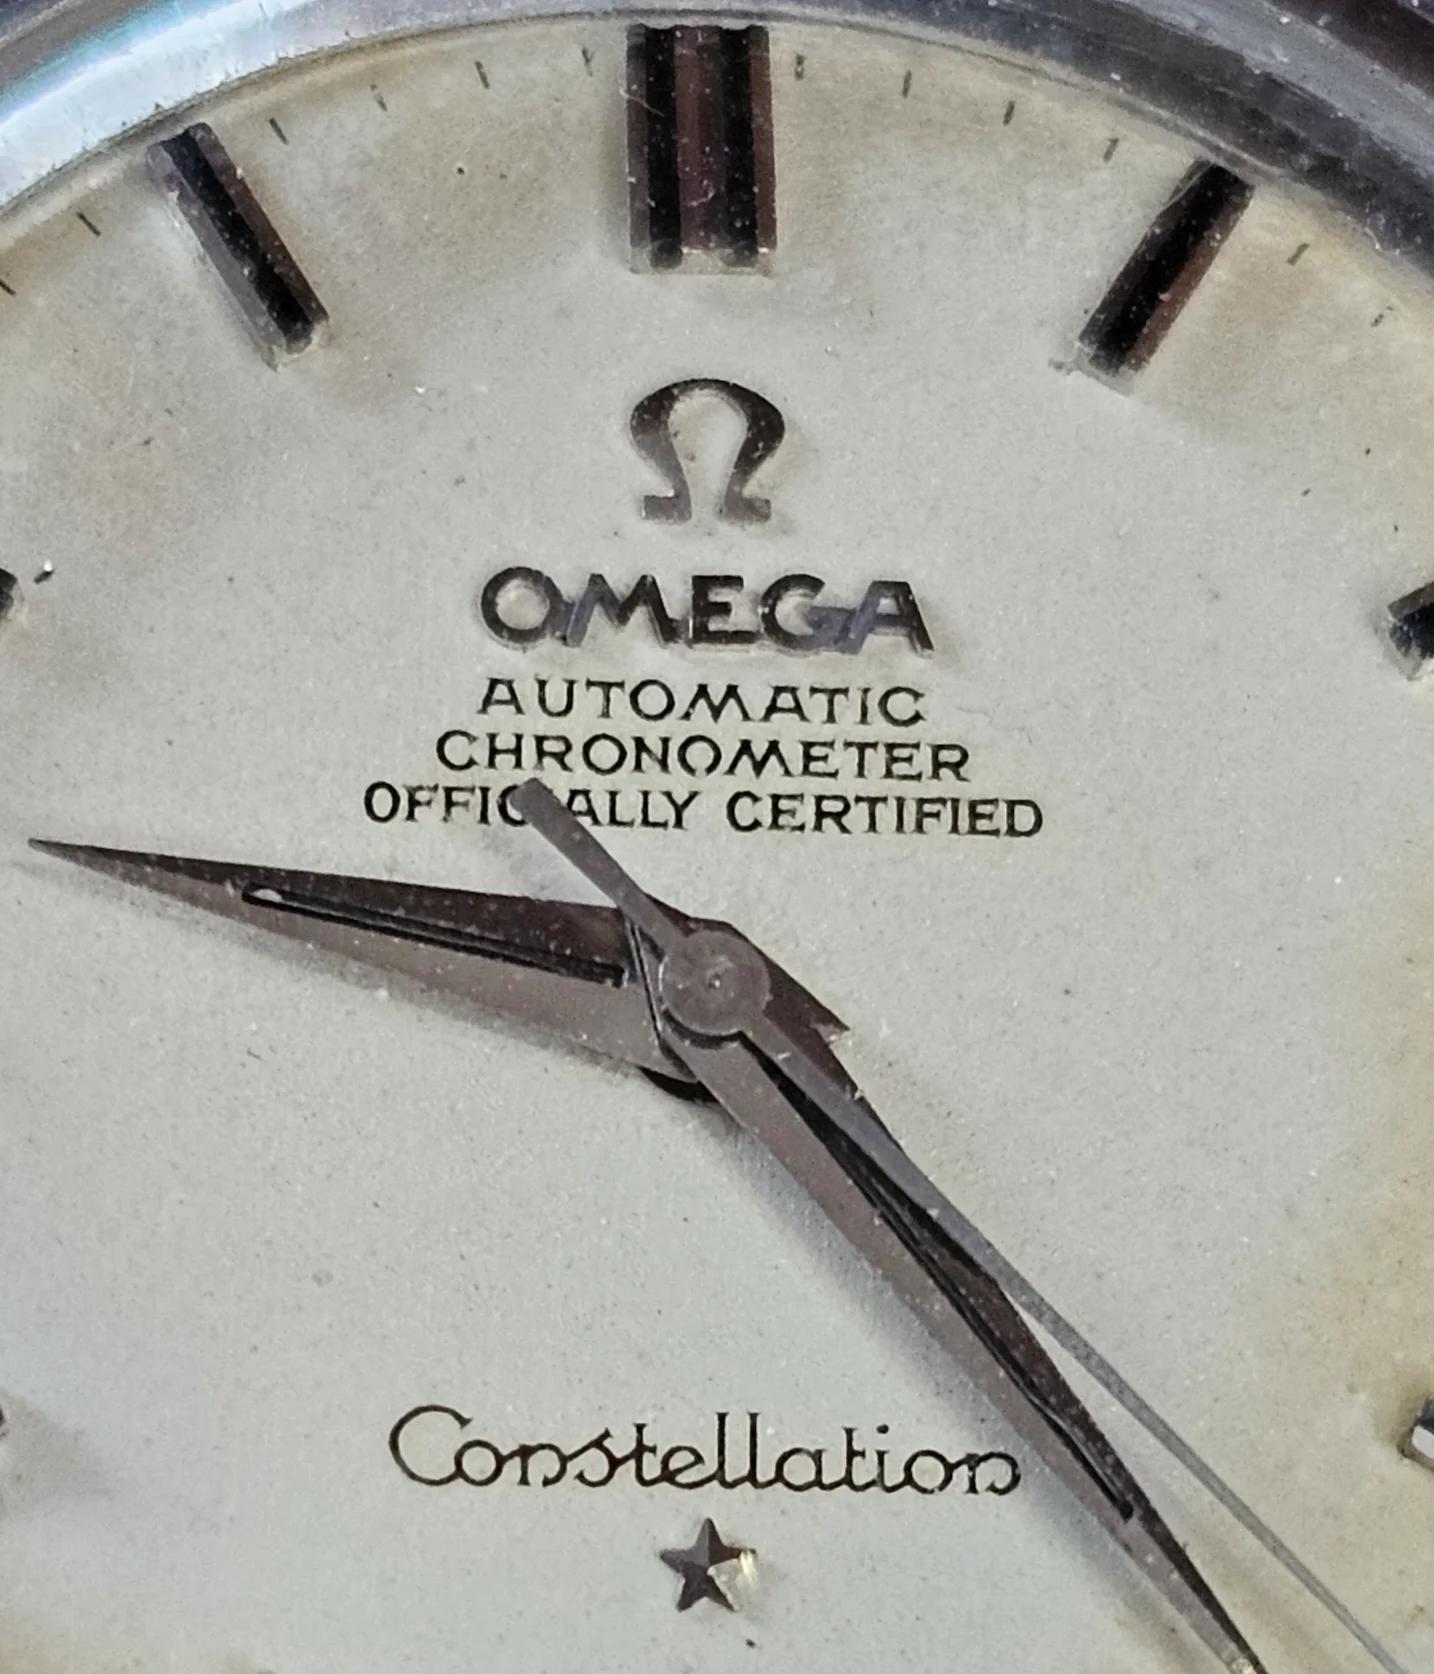 Ω
OMEGA
AUTOMATIC
CHRONOMETER
OFFICIALLY CERTIFIED
Constellation